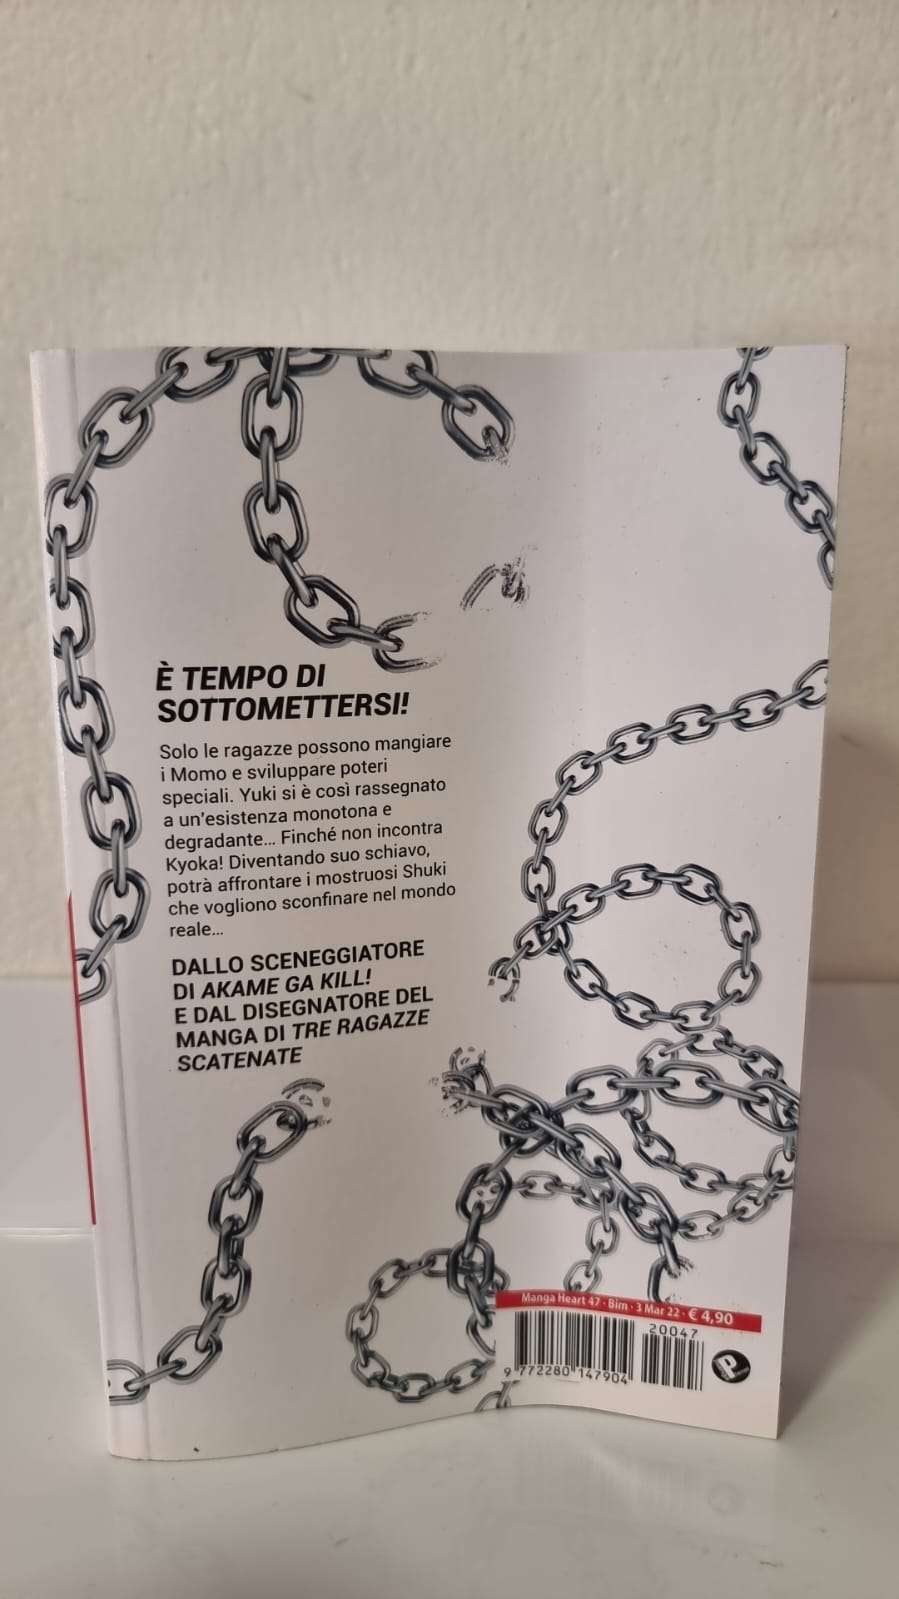 È TEMPO DI
SOTTOMETTERSI!
Solo le ragazze possono mangiare
i Momo e sviluppare poteri
speciali. Yuki si è così rassegnato
a un'esistenza monotona e
degradante... Finché non incontra
Kyoka! Diventando suo schiavo,
potrà affrontare i mostruosi Shuki
che vogliono sconfinare nel mondo
reale...
DALLO SCENEGGIATORE
DI AKAME GA KILL!
E DAL DISEGNATORE DEL
MANGA DI TRE RAGAZZE
SCATENATE
Manga Heart 47 · Bim · 3 Mar 22 · € 4,90
20047
9 772280 147904
P